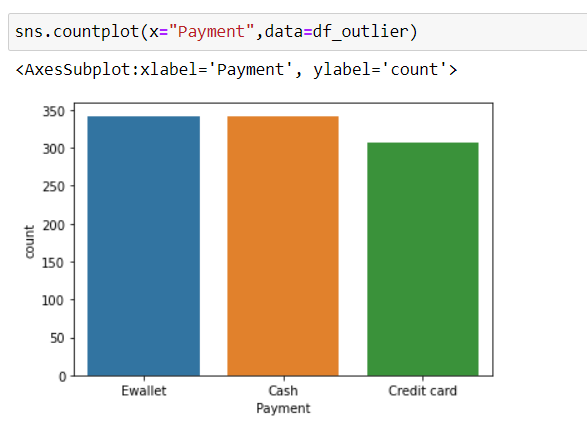 sns.countplot(x="Payment",data=df_outlier)
<AxesSubplot:xlabel='Payment', ylabel='count'>
350
300
250
200
150
100
50
0
count
Ewallet Cash Credit card
Payment